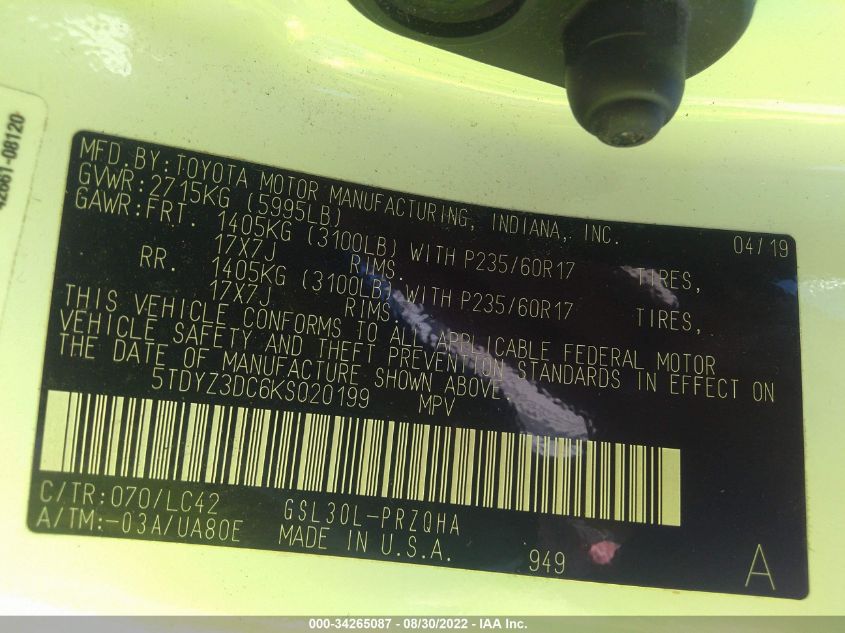 42661-08120
MFD.BY:TOYOTA MOTOR MANUFACTURING, INDIANA, INC. 04/19
GVWR:2715KG (5995LB)
GAWR:FRT. 1405KG (3100LB) WITH P235/60R17 TIRES,
17X7J RIMS.
RR. 1405KG (3100LB) WITH P235/60R17 TIRES,
17X7J RIMS.
THIS VEHICLE CONFORMS TO ALL APPLICABLE FEDERAL MOTOR
VEHICLE SAFETY AND THEFT PREVENTION STANDARDS IN EFFECT ON
THE DATE OF MANUFACTURE SHOWN ABOVE.
5TDYZ3DC6KS020199 MPV
C/TR:070/LC42 GSL30L-PRZQHA
A/TM:-03A/UA80E MADE IN U.S.A. 949 A
000-34265087 - 08/30/2022 - IAA Inc.